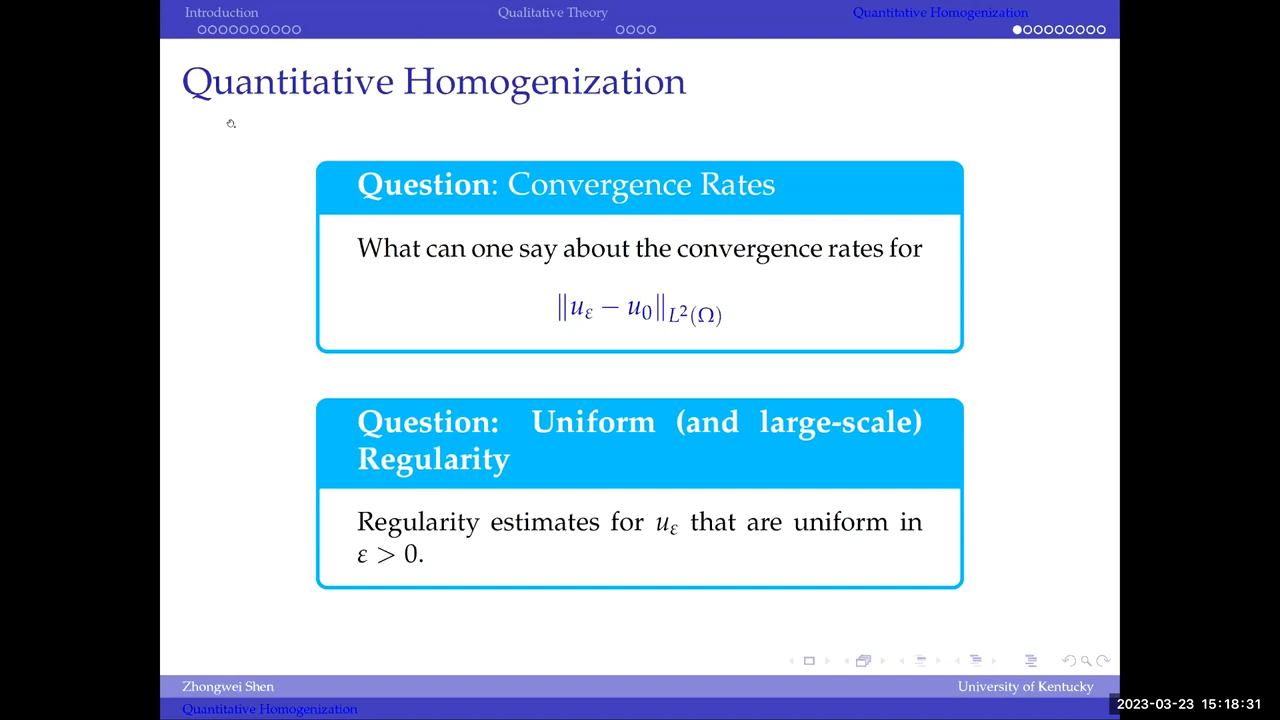 Introduction Qualitative Theory Quantitative Homogenization
Quantitative Homogenization
Question: Convergence Rates
What can one say about the convergence rates for
‖u_ε − u_0‖_{L²(Ω)}
Question: Uniform (and large-scale)
Regularity
Regularity estimates for u_ε that are uniform in
ε > 0.
Zhongwei Shen University of Kentucky
Quantitative Homogenization
2023-03-23 15:18:31